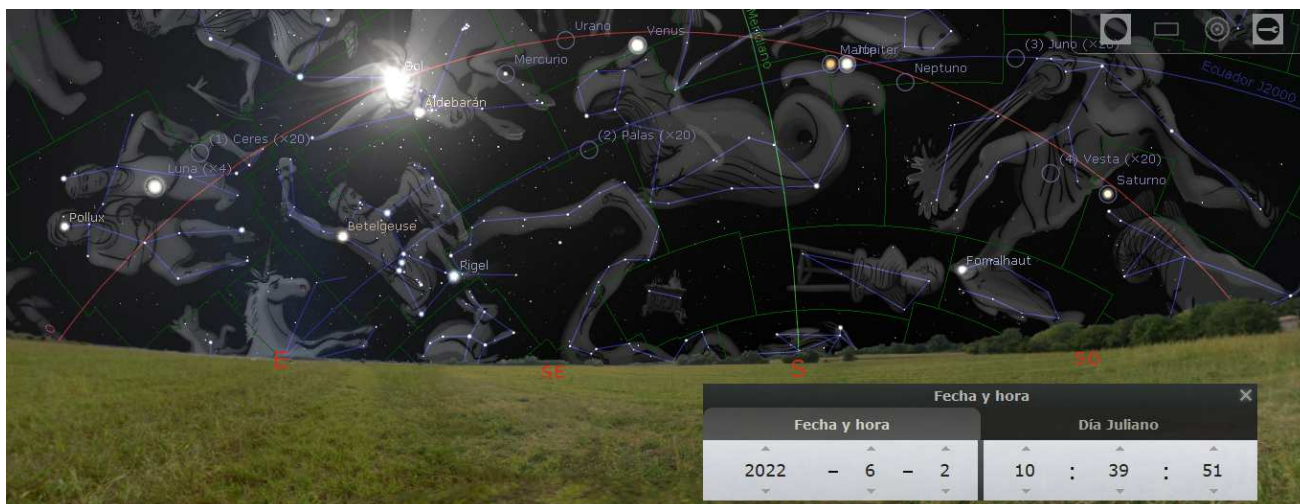 Urano
Venus
Meridiano
Sol
Mercurio
Júpiter
Neptuno
(3) Juno (×20)
Ecuador J2000
Aldebarán
(1) Ceres (×20)
(2) Palas (×20)
Luna (×4)
(4) Vesta (×20)
Saturno
Pollux
Betelgeuse
Rigel
Fomalhaut
E
SE
S
SO
Fecha y hora
Fecha y hora
Día Juliano
2022 - 6 - 2 10 : 39 : 51